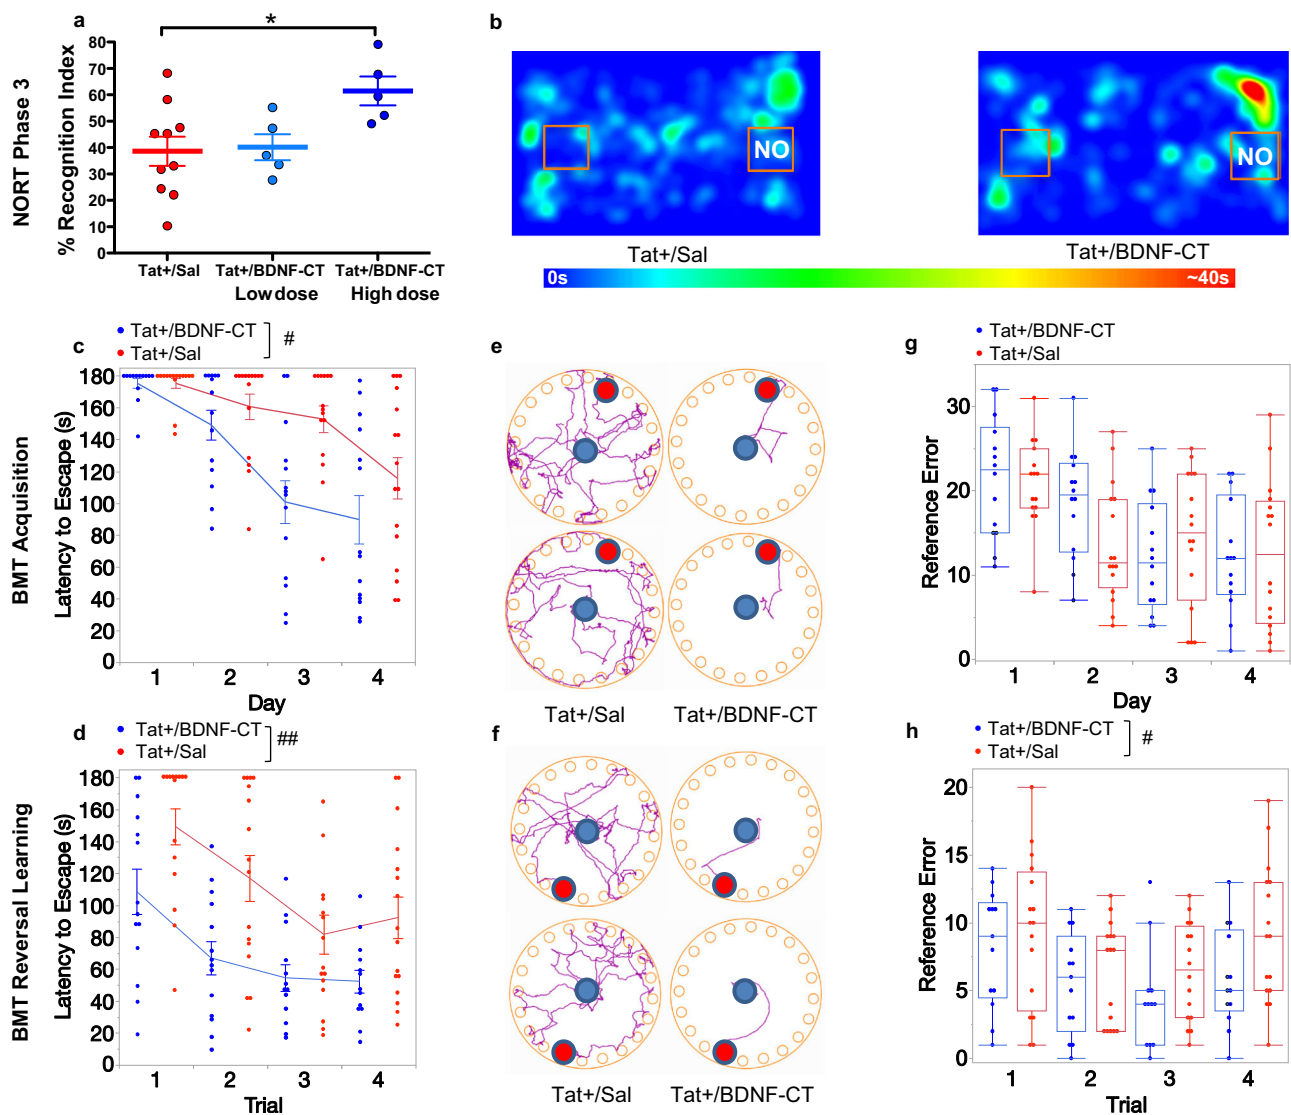 a
*
NORT Phase 3
% Recognition Index
80
70
60
50
40
30
20
10
0
Tat+/Sal
Tat+/BDNF-CT
Low dose
Tat+/BDNF-CT
High dose
b
NO
NO
Tat+/Sal
Tat+/BDNF-CT
0s
~40s
c
Tat+/BDNF-CT
Tat+/Sal
#
BMT Acquisition
Latency to Escape (s)
180
160
140
120
100
80
60
40
20
0
1 2 3 4
Day
e
Tat+/Sal
Tat+/BDNF-CT
g
Tat+/BDNF-CT
Tat+/Sal
Reference Error
30
20
10
0
1 2 3 4
Day
d
Tat+/BDNF-CT
Tat+/Sal
##
BMT Reversal Learning
Latency to Escape (s)
180
160
140
120
100
80
60
40
20
0
1 2 3 4
Trial
f
Tat+/Sal
Tat+/BDNF-CT
h
Tat+/BDNF-CT
Tat+/Sal
#
Reference Error
20
15
10
5
0
1 2 3 4
Trial